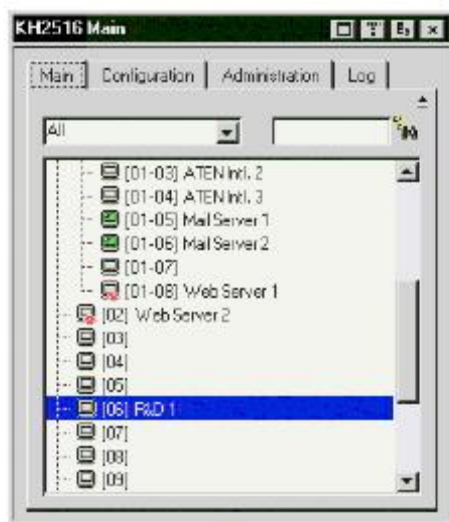 KH2516 Main
Main Configuration Administration Log
All
[01-03] ATEN Intl. 2
[01-04] ATEN Intl. 3
[01-05] Mail Server 1
[01-06] Mail Server 2
[01-07]
[01-08] Web Server 1
[02] Web Server 2
[03]
[04]
[05]
[06] R&D 1
[07]
[08]
[09]